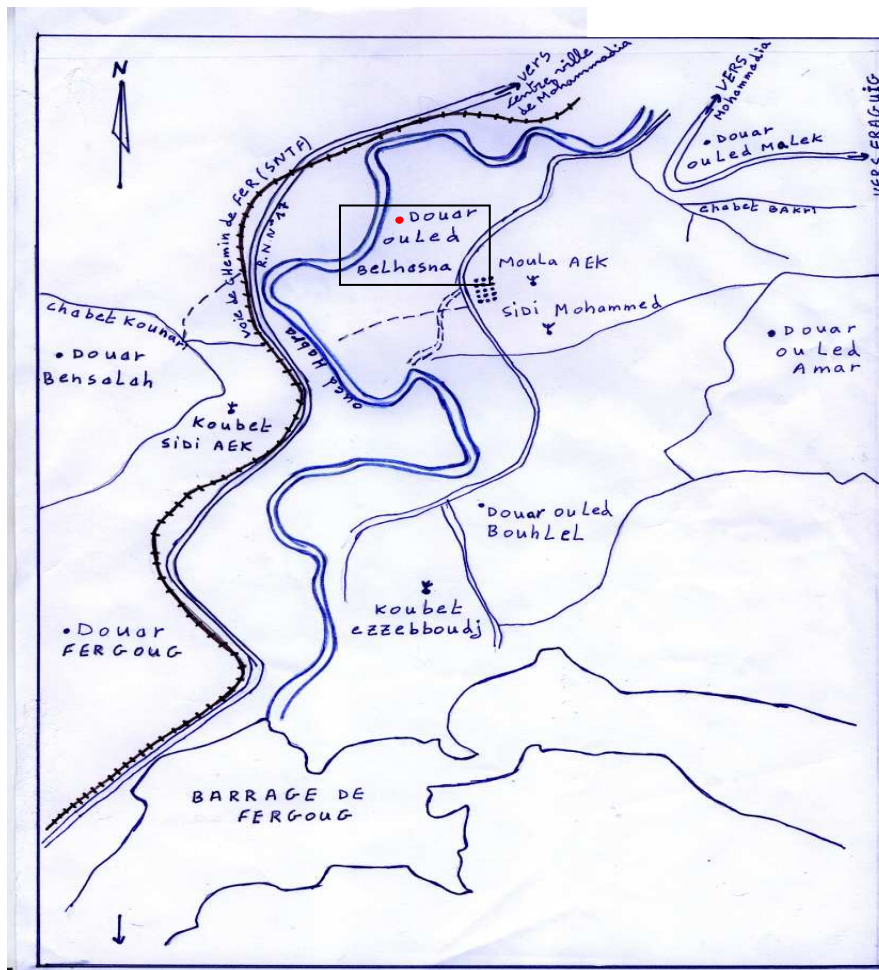 N
VERS
centre ville
de Mohammadia
VERS
Mohammadia
VERS FRAGUIG
• Douar
ouled Malek
Voie de CHemin de FeR (SNTF)
R.N.N° 17
chabet BAKRI
• Douar
ouled
Belhasna
Moula AEK
Sidi Mohammed
chabet Kounari
• Douar
Bensalah
oued Habra
• Douar
ouled
Amar
Koubet
SiDi AEK
• Douar ouled
BouHLeL
Koubet
ezzebboudj
• Douar
FERGOUG
BARRAGE DE
FERGOUG